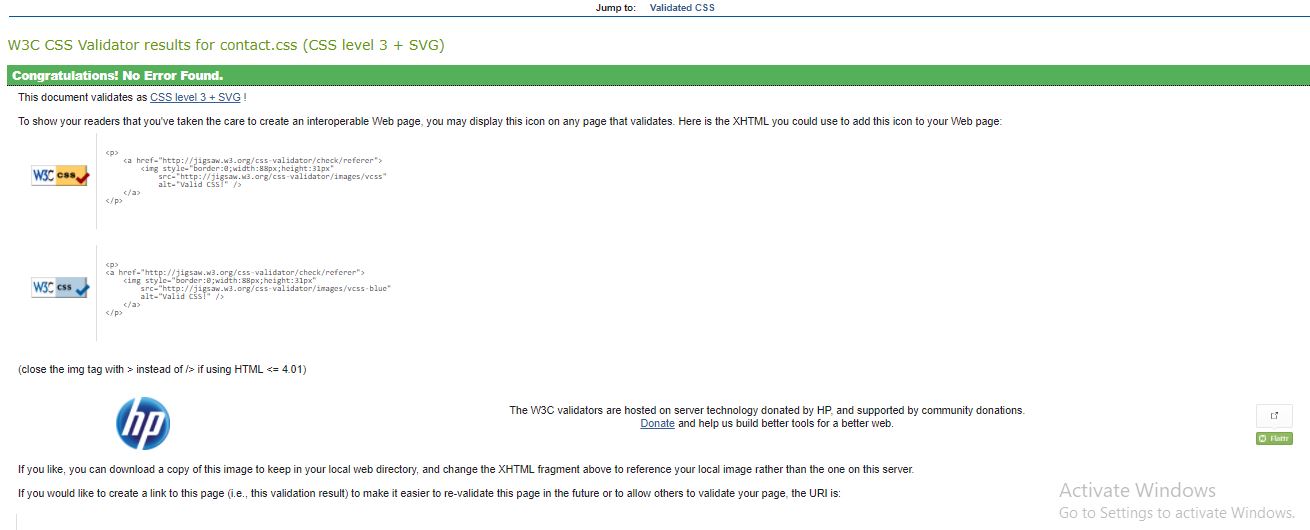 Jump to: Validated CSS
W3C CSS Validator results for contact.css (CSS level 3 + SVG)
Congratulations! No Error Found.
This document validates as CSS level 3 + SVG !
To show your readers that you've taken the care to create an interoperable Web page, you may display this icon on any page that validates. Here is the XHTML you could use to add this icon to your Web page:
W3C css
<p>
<a href="http://jigsaw.w3.org/css-validator/check/referer">
<img style="border:0;width:88px;height:31px"
src="http://jigsaw.w3.org/css-validator/images/vcss"
alt="Valid CSS!" />
</a>
</p>
W3C css
<p>
<a href="http://jigsaw.w3.org/css-validator/check/referer">
<img style="border:0;width:88px;height:31px"
src="http://jigsaw.w3.org/css-validator/images/vcss-blue"
alt="Valid CSS!" />
</a>
</p>
(close the img tag with > instead of /> if using HTML <= 4.01)
hp
The W3C validators are hosted on server technology donated by HP, and supported by community donations.
Donate and help us build better tools for a better web.
Flattr
If you like, you can download a copy of this image to keep in your local web directory, and change the XHTML fragment above to reference your local image rather than the one on this server.
If you would like to create a link to this page (i.e., this validation result) to make it easier to re-validate this page in the future or to allow others to validate your page, the URI is:
Activate Windows
Go to Settings to activate Windows.